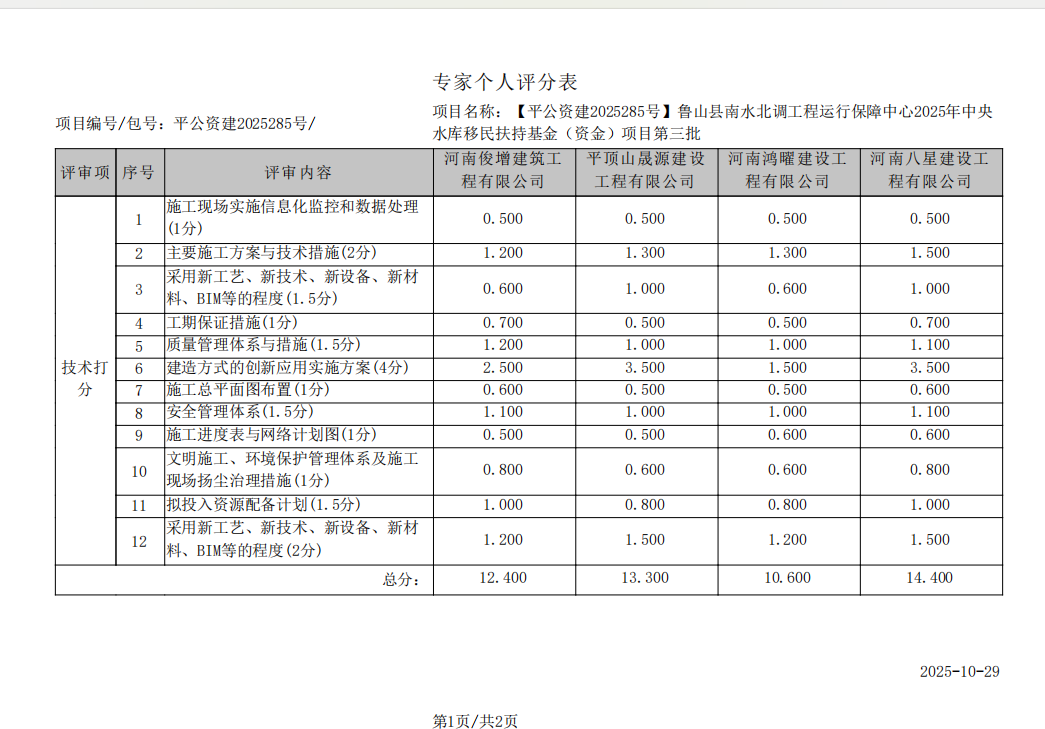 专家个人评分表
项目编号/包号：平公资建2025285号/
项目名称：【平公资建2025285号】鲁山县南水北调工程运行保障中心2025年中央
水库移民扶持基金（资金）项目第三批
评审项 序号 评审内容 河南俊增建筑工程有限公司 平顶山晟源建设工程有限公司 河南鸿曜建设工程有限公司 河南八星建设工程有限公司
技术打分
1 施工现场实施信息化监控和数据处理(1分) 0.500 0.500 0.500 0.500
2 主要施工方案与技术措施(2分) 1.200 1.300 1.300 1.500
3 采用新工艺、新技术、新设备、新材料、BIM等的程度(1.5分) 0.600 1.000 0.600 1.000
4 工期保证措施(1分) 0.700 0.500 0.500 0.700
5 质量管理体系与措施(1.5分) 1.200 1.000 1.000 1.100
6 建造方式的创新应用实施方案(4分) 2.500 3.500 1.500 3.500
7 施工总平面图布置(1分) 0.600 0.500 0.500 0.600
8 安全管理体系(1.5分) 1.100 1.000 1.000 1.100
9 施工进度表与网络计划图(1分) 0.500 0.500 0.600 0.600
10 文明施工、环境保护管理体系及施工现场扬尘治理措施(1分) 0.800 0.600 0.600 0.800
11 拟投入资源配备计划(1.5分) 1.000 0.800 0.800 1.000
12 采用新工艺、新技术、新设备、新材料、BIM等的程度(2分) 1.200 1.500 1.200 1.500
总分： 12.400 13.300 10.600 14.400
2025-10-29
第1页/共2页